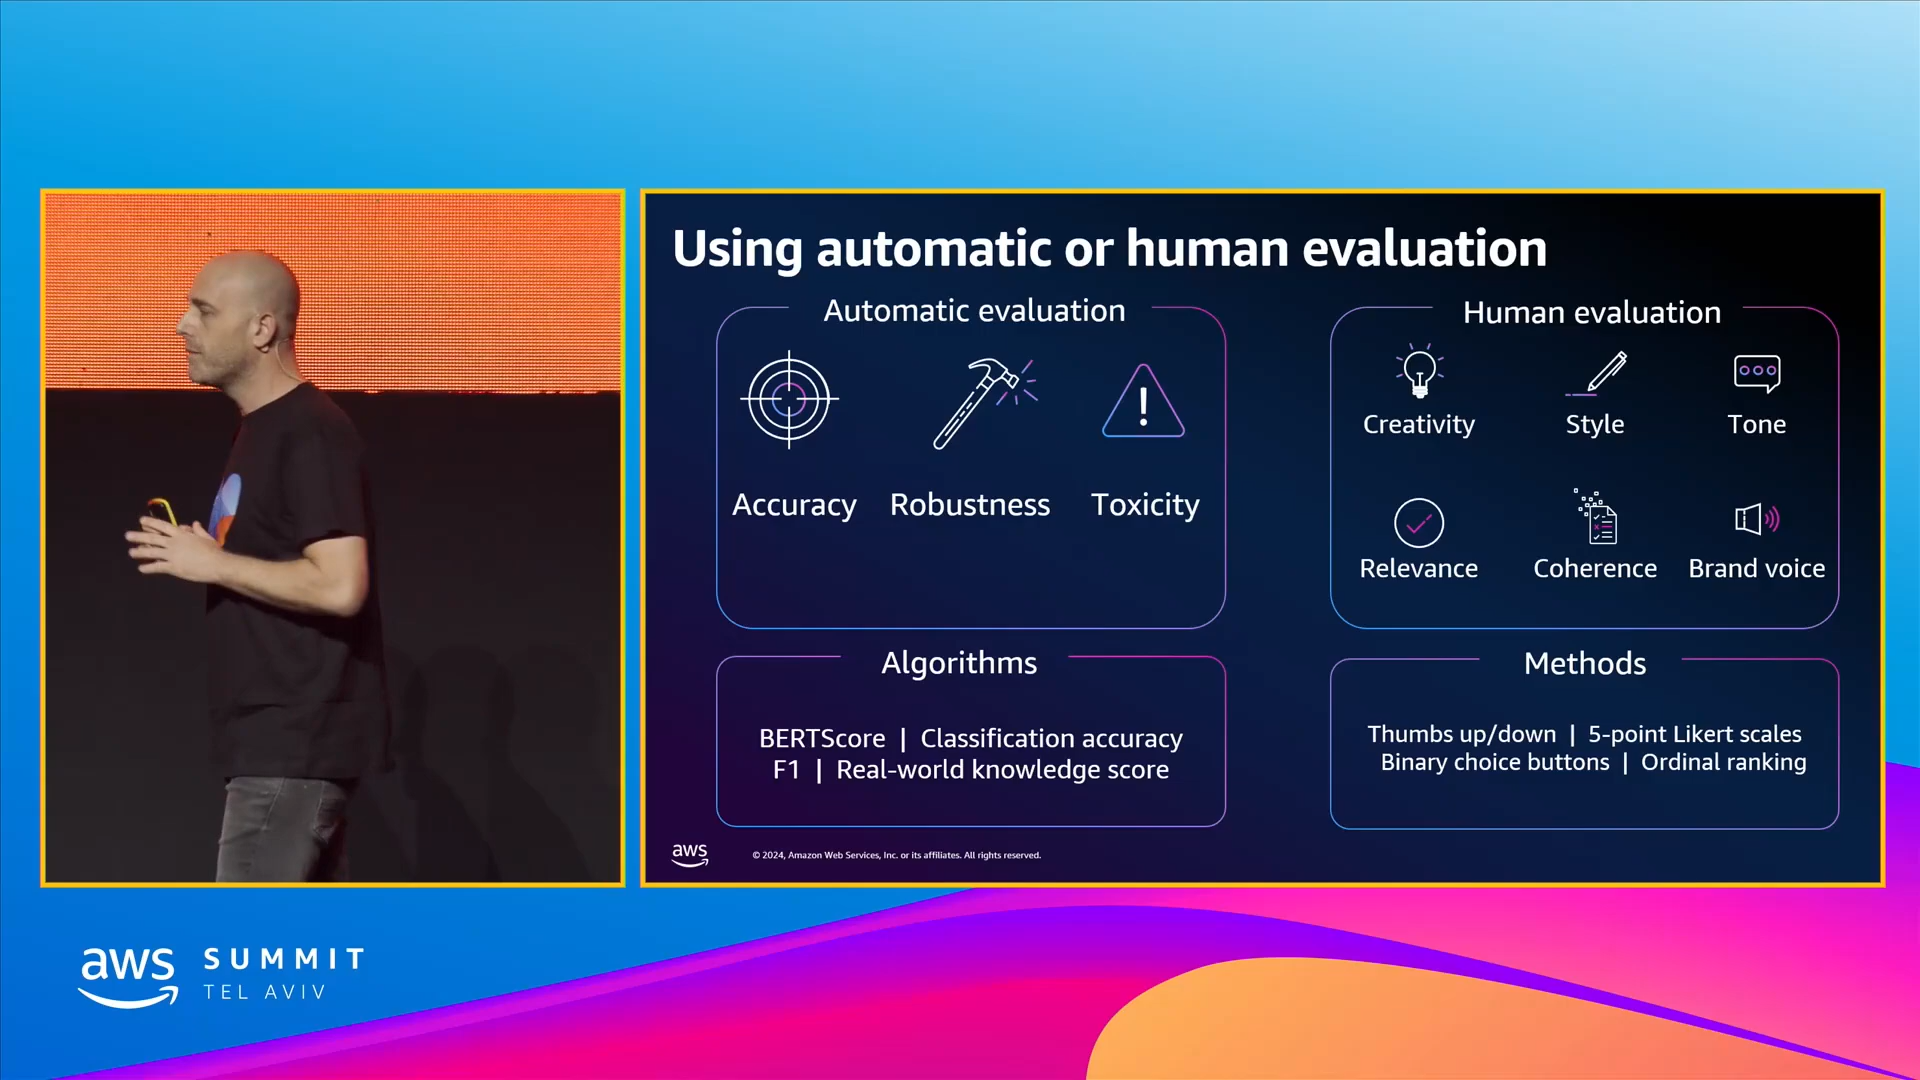 Using automatic or human evaluation
Automatic evaluation
Accuracy
Robustness
Toxicity
Algorithms
BERTScore | Classification accuracy
F1 | Real-world knowledge score
Human evaluation
Creativity
Style
Tone
Relevance
Coherence
Brand voice
Methods
Thumbs up/down | 5-point Likert scales
Binary choice buttons | Ordinal ranking
aws
© 2024, Amazon Web Services, Inc. or its affiliates. All rights reserved.
aws
SUMMIT
TEL AVIV